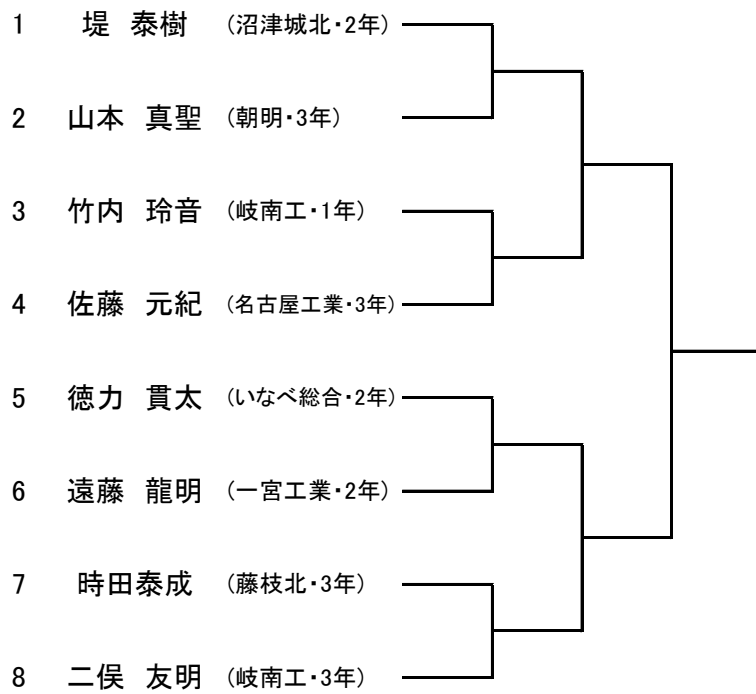 1 堤 泰樹 （沼津城北・2年）
2 山本 真聖 （朝明・3年）
3 竹内 玲音 （岐南工・1年）
4 佐藤 元紀 （名古屋工業・3年）
5 徳力 貫太 （いなべ総合・2年）
6 遠藤 龍明 （一宮工業・2年）
7 時田泰成 （藤枝北・3年）
8 二俣 友明 （岐南工・3年）